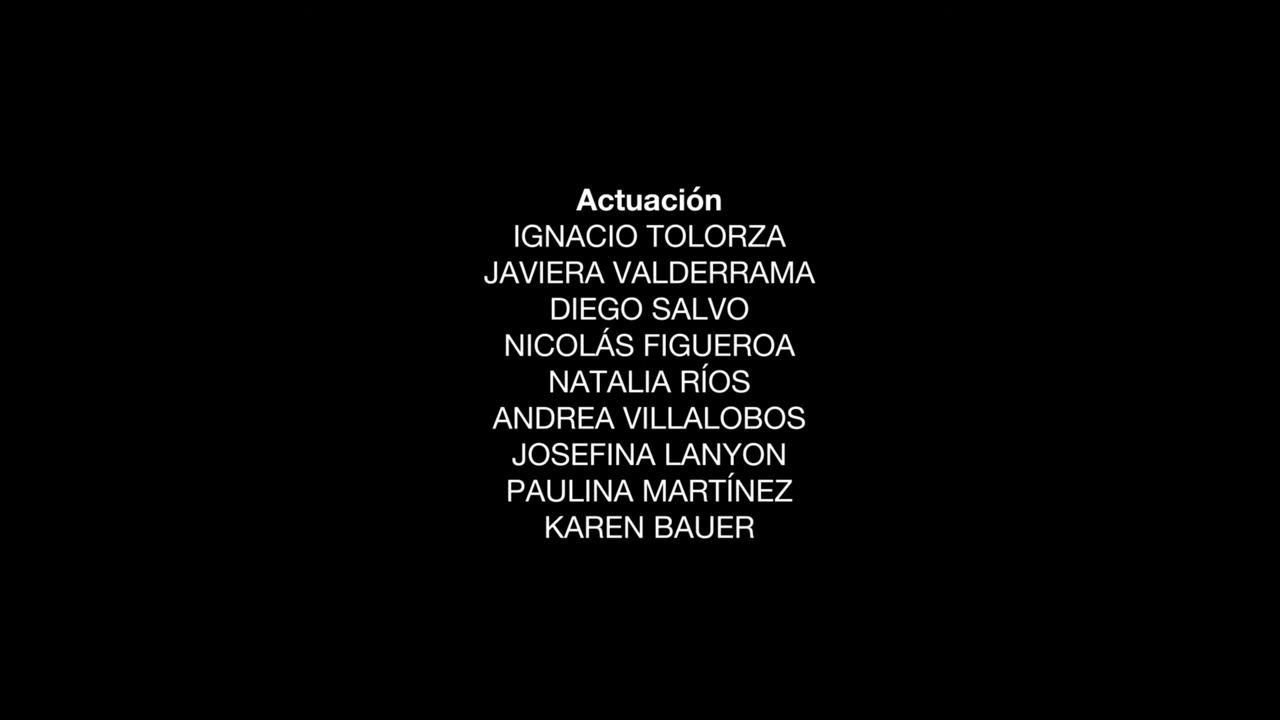 Actuación
IGNACIO TOLORZA
JAVIERA VALDERRAMA
DIEGO SALVO
NICOLÁS FIGUEROA
NATALIA RÍOS
ANDREA VILLALOBOS
JOSEFINA LANYON
PAULINA MARTÍNEZ
KAREN BAUER